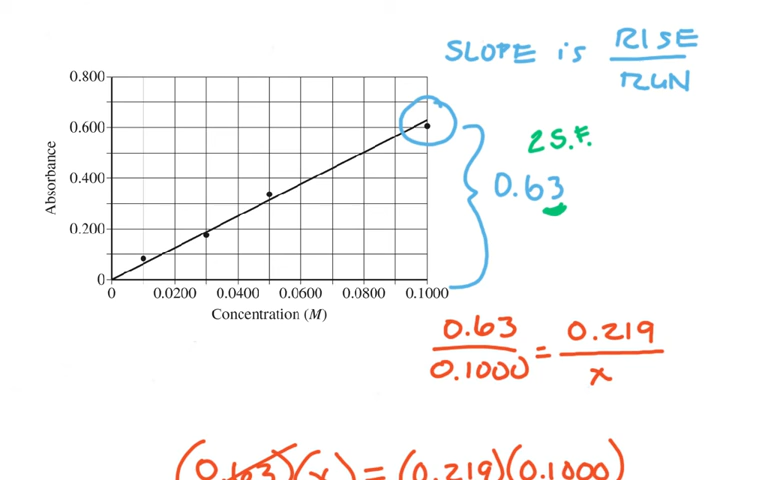 SLOPE is RISE
RUN
0.800
0.600
0.400
0.200
0
Absorbance
0 0.0200 0.0400 0.0600 0.0800 0.1000
Concentration (M)
2 S.F.
0.63
0.63 = 0.219
0.1000 x
(0.63)(x) = (0.219)(0.1000)